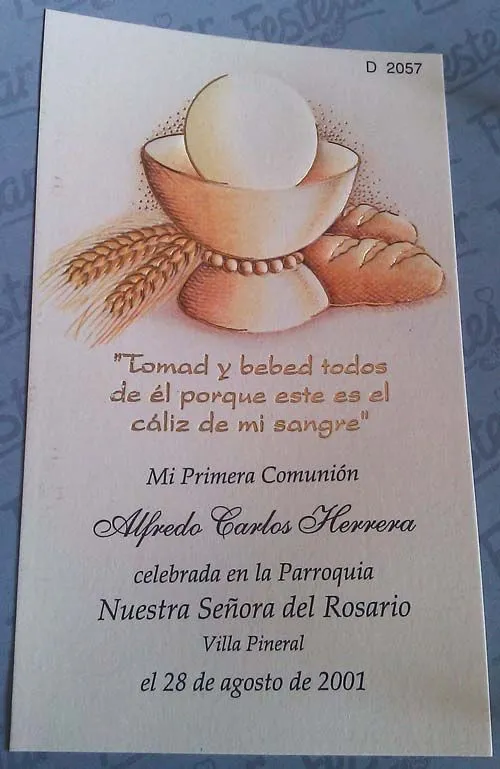 D 2057
"Tomad y bebed todos
de él porque este es el
cáliz de mi sangre"
Mi Primera Comunión
Alfredo Carlos Herrera
celebrada en la Parroquia
Nuestra Señora del Rosario
Villa Pineral
el 28 de agosto de 2001
Festejar